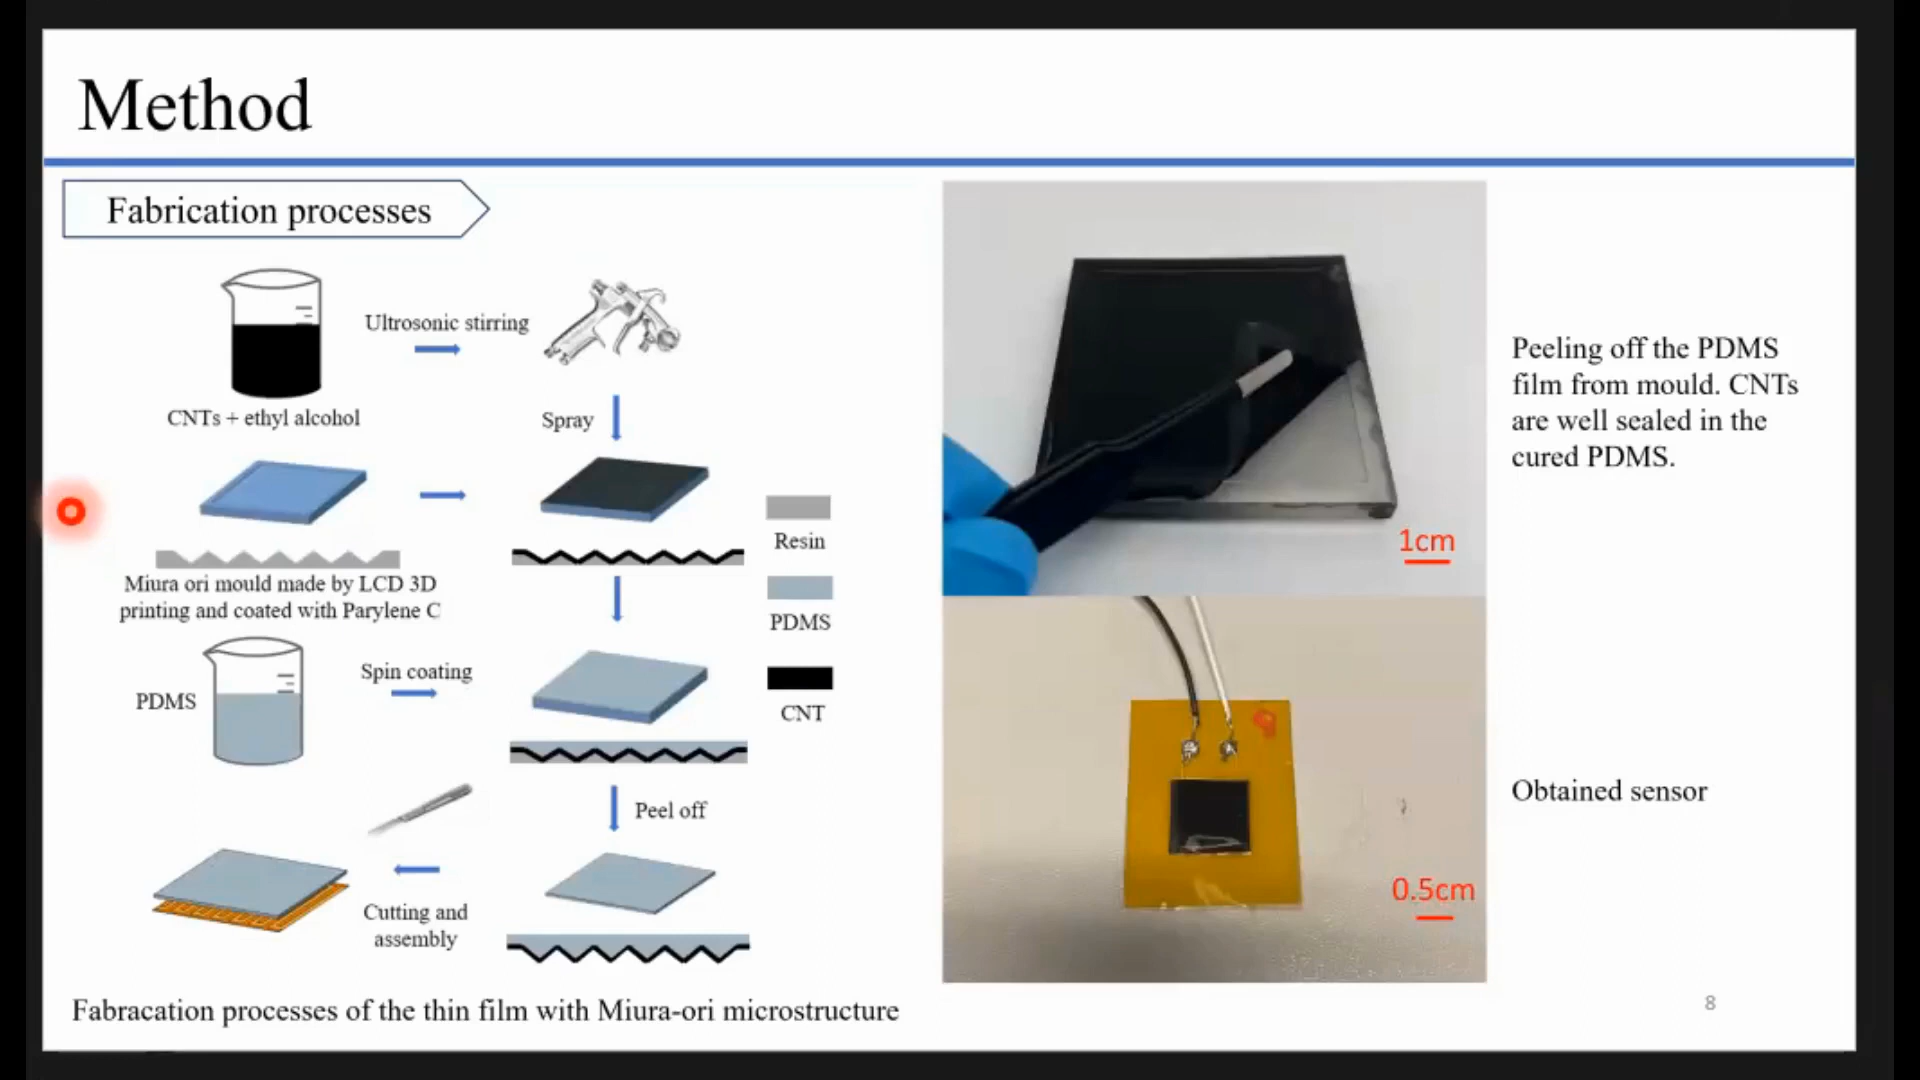 Method
Fabrication processes
Ultrosonic stirring
CNTs + ethyl alcohol
Spray
Miura ori mould made by LCD 3D
printing and coated with Parylene C
Resin
PDMS
CNT
PDMS
Spin coating
Peel off
Cutting and
assembly
Fabracation processes of the thin film with Miura-ori microstructure
1cm
Peeling off the PDMS
film from mould. CNTs
are well sealed in the
cured PDMS.
0.5cm
Obtained sensor
8